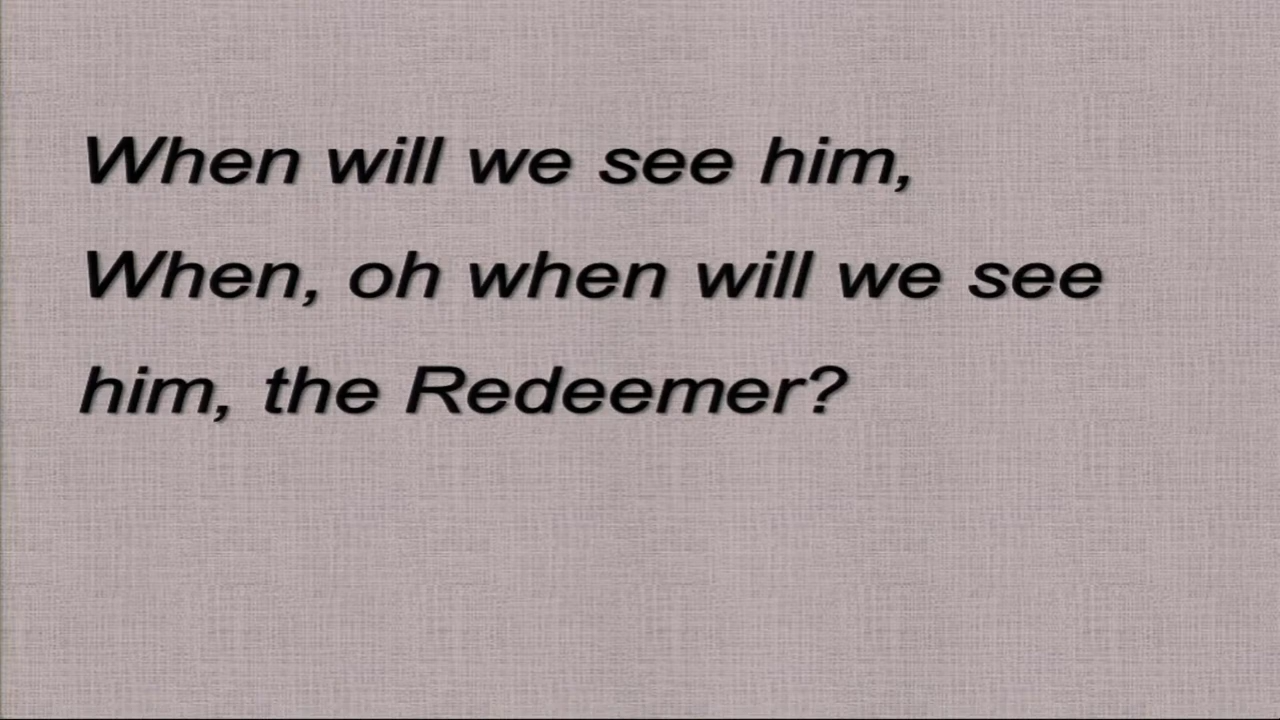 When will we see him,
When, oh when will we see
him, the Redeemer?